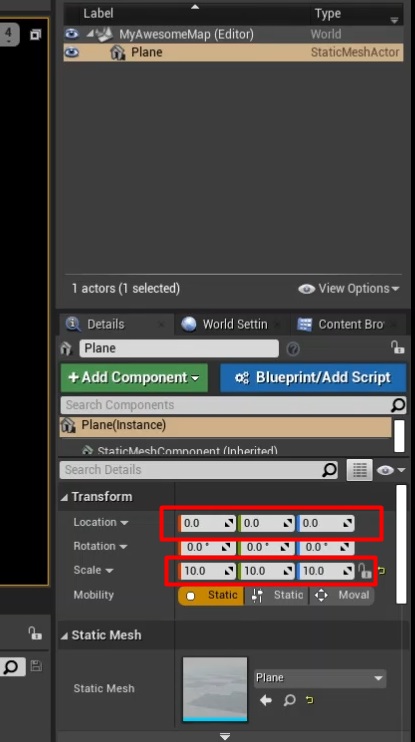 Label Type
4
MyAwesomeMap (Editor) World
Plane StaticMeshActor
1 actors (1 selected) View Options
Details World Settin Content Bro
Plane
+Add Component Blueprint/Add Script
Search Components
Plane(Instance)
StaticMeshComponent (Inherited)
Search Details
Transform
Location 0.0 0.0 0.0
Rotation 0.0° 0.0° 0.0°
Scale 10.0 10.0 10.0
Mobility Static Static Moval
Static Mesh
Static Mesh Plane